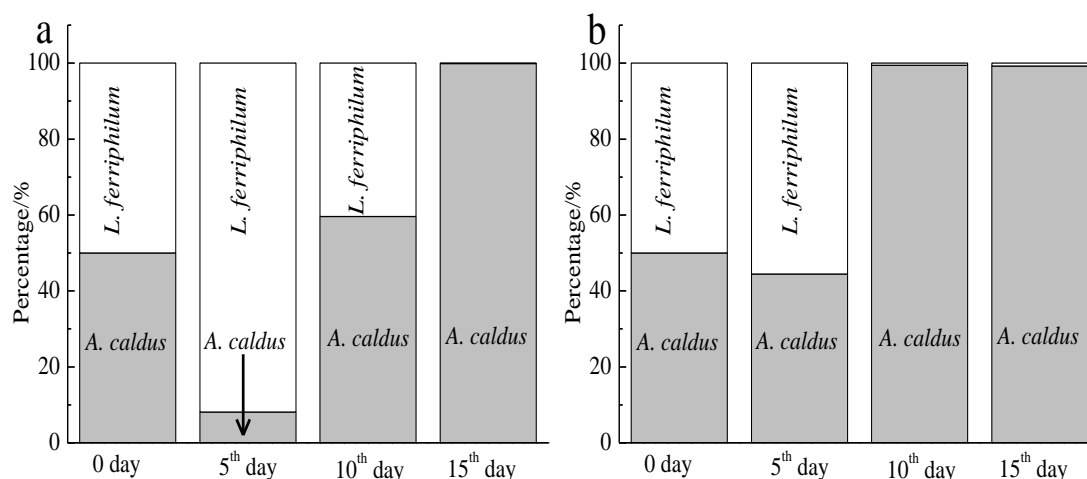 a
Percentage/%
100
80
60
40
20
0
L. ferriphilum
L. ferriphilum
L. ferriphilum
A. caldus
A. caldus
A. caldus
A. caldus
0 day
5th day
10th day
15th day
b
Percentage/%
100
80
60
40
20
0
L. ferriphilum
L. ferriphilum
A. caldus
A. caldus
A. caldus
A. caldus
0 day
5th day
10th day
15th day